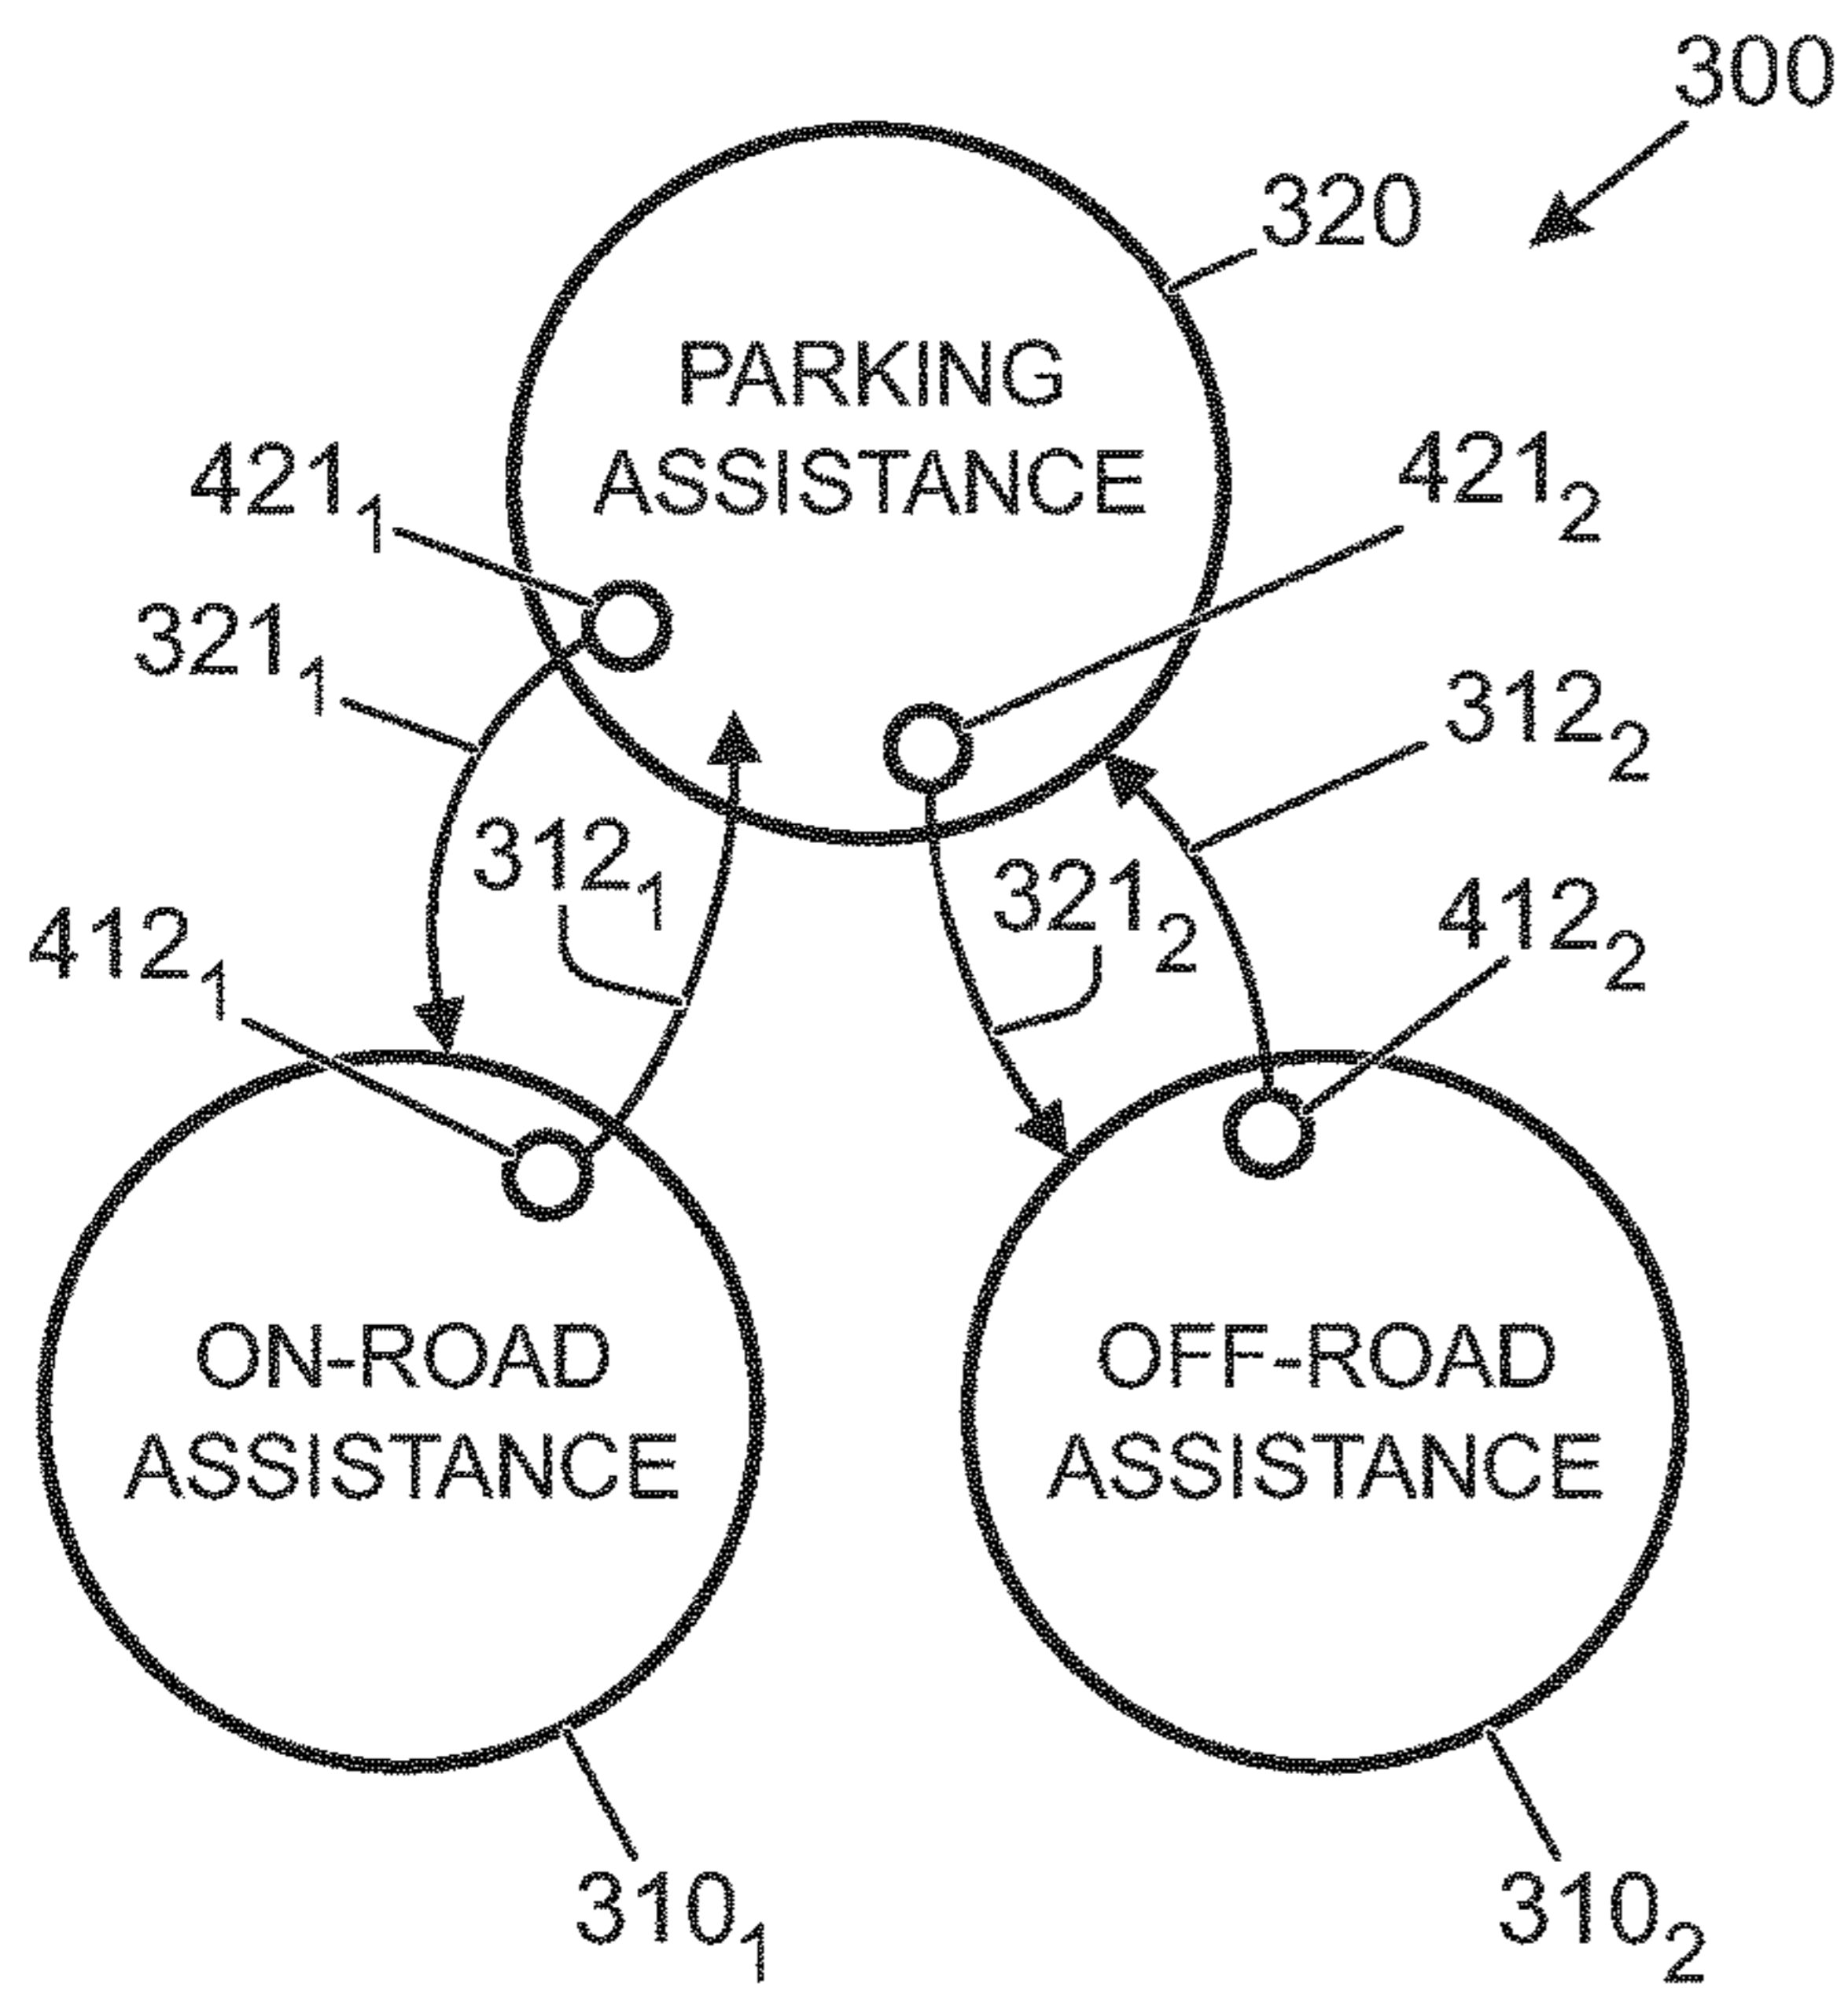 300
320
PARKING
ASSISTANCE
421₁
421₂
321₁
312₂
312₁
321₂
412₁
412₂
ON-ROAD
ASSISTANCE
OFF-ROAD
ASSISTANCE
310₁
310₂